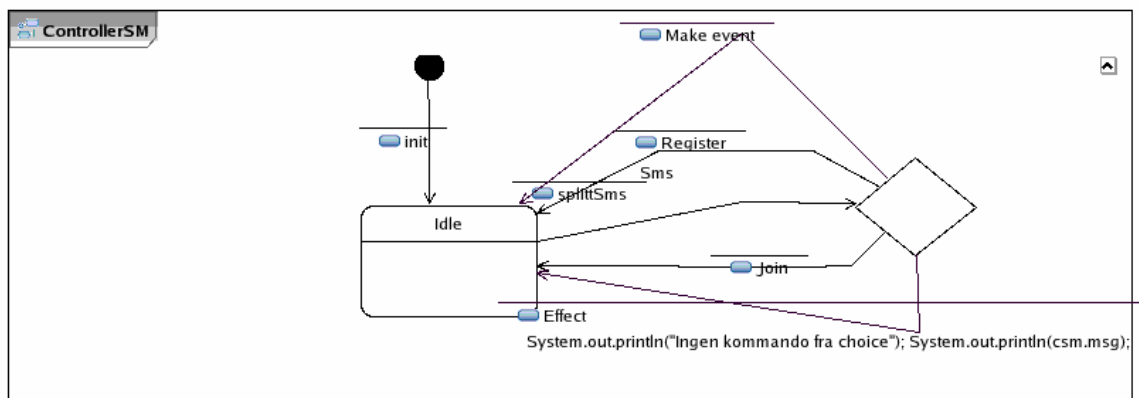 ControllerSM
Make event
init
Register
Sms
splittSms
Idle
Join
Effect
System.out.println("Ingen kommando fra choice"); System.out.println(csm.msg);